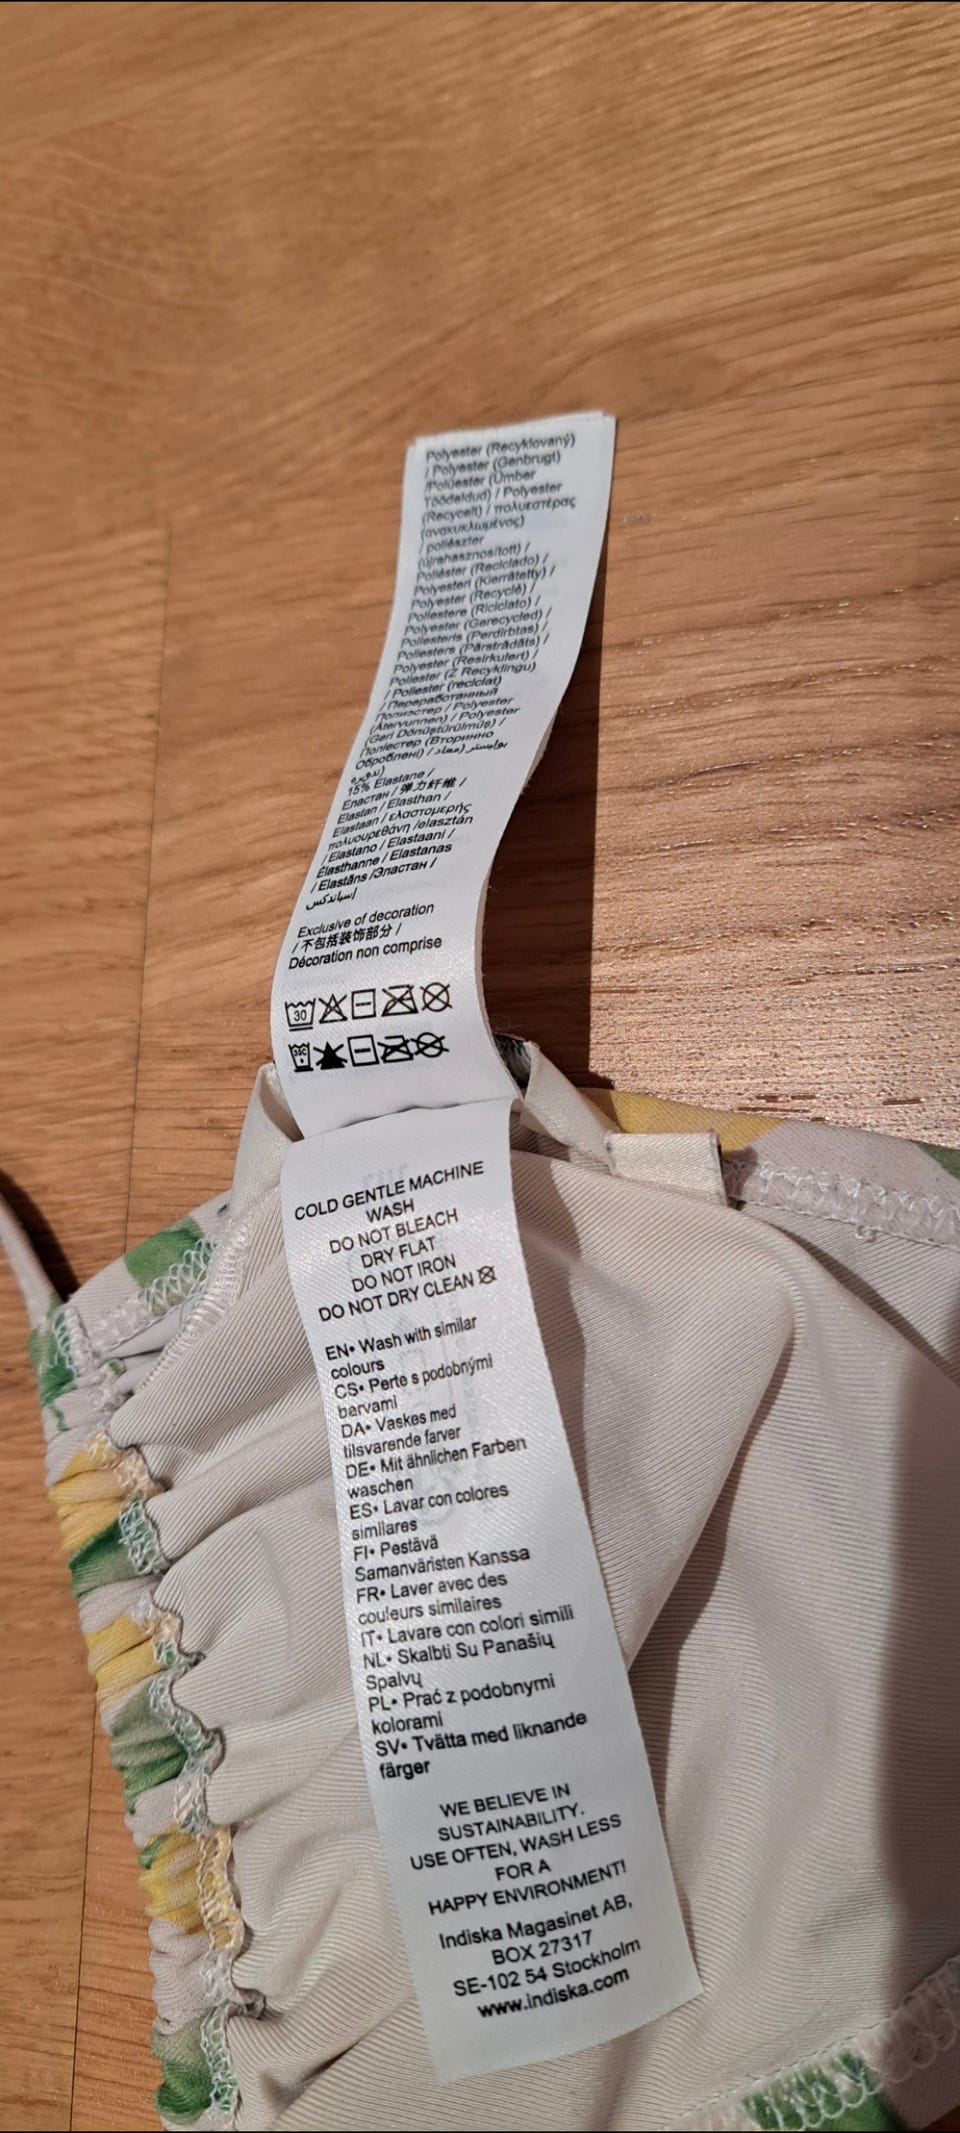 Polyester (Recyklovaný)
/ Polyester (Genbrugt)
/Polüester (Ümber
Töödeldud) / Polyester
(Recycelt) / πολυεστέρας
(ανακυκλωμένος)
/ poliészter
(újrahasznosított) /
Poliéster (Reciclado) /
Polyesteri (Kierrätetty) /
Polyester (Recyclé) /
Poliestere (Riciclato) /
Polyester (Gerecycled) /
Poliesteris (Perdirbtas) /
Poliesters (Pārstrādāts) /
Polyester (Resirkulert) /
Poliester (Z Recyklingu)
/ Poliester (reciclat)
/ Переработанный
Полиэстер / Polyester
(Återvunnen) / Polyester
(Geri Dönüştürülmüş) /
Поліестер (Вторинно
Оброблені) / بوليستر (معاد
تدويره)
15% Elastane /
Еластан / 弹力纤维 /
Elastan / Elasthan /
Elastaan / ελαστομερής
πολυουρεθάνη /elasztán
/ Elastano / Elastaani /
Élasthanne / Elastanas
/ Elastāns /Эластан /
إسباندكس
Exclusive of decoration
/ 不包括装饰部分 /
Décoration non comprise
30
30C
COLD GENTLE MACHINE
WASH
DO NOT BLEACH
DRY FLAT
DO NOT IRON
DO NOT DRY CLEAN
EN• Wash with similar
colours
CS• Perte s podobnými
barvami
DA• Vaskes med
tilsvarende farver
DE• Mit ähnlichen Farben
waschen
ES• Lavar con colores
similares
FI• Pestävä
Samanväristen Kanssa
FR• Laver avec des
couleurs similaires
IT• Lavare con colori simili
NL• Skalbti Su Panašių
Spalvų
PL• Prać z podobnymi
kolorami
SV• Tvätta med liknande
färger
WE BELIEVE IN
SUSTAINABILITY.
USE OFTEN, WASH LESS
FOR A
HAPPY ENVIRONMENT!
Indiska Magasinet AB,
BOX 27317
SE-102 54 Stockholm
www.indiska.com